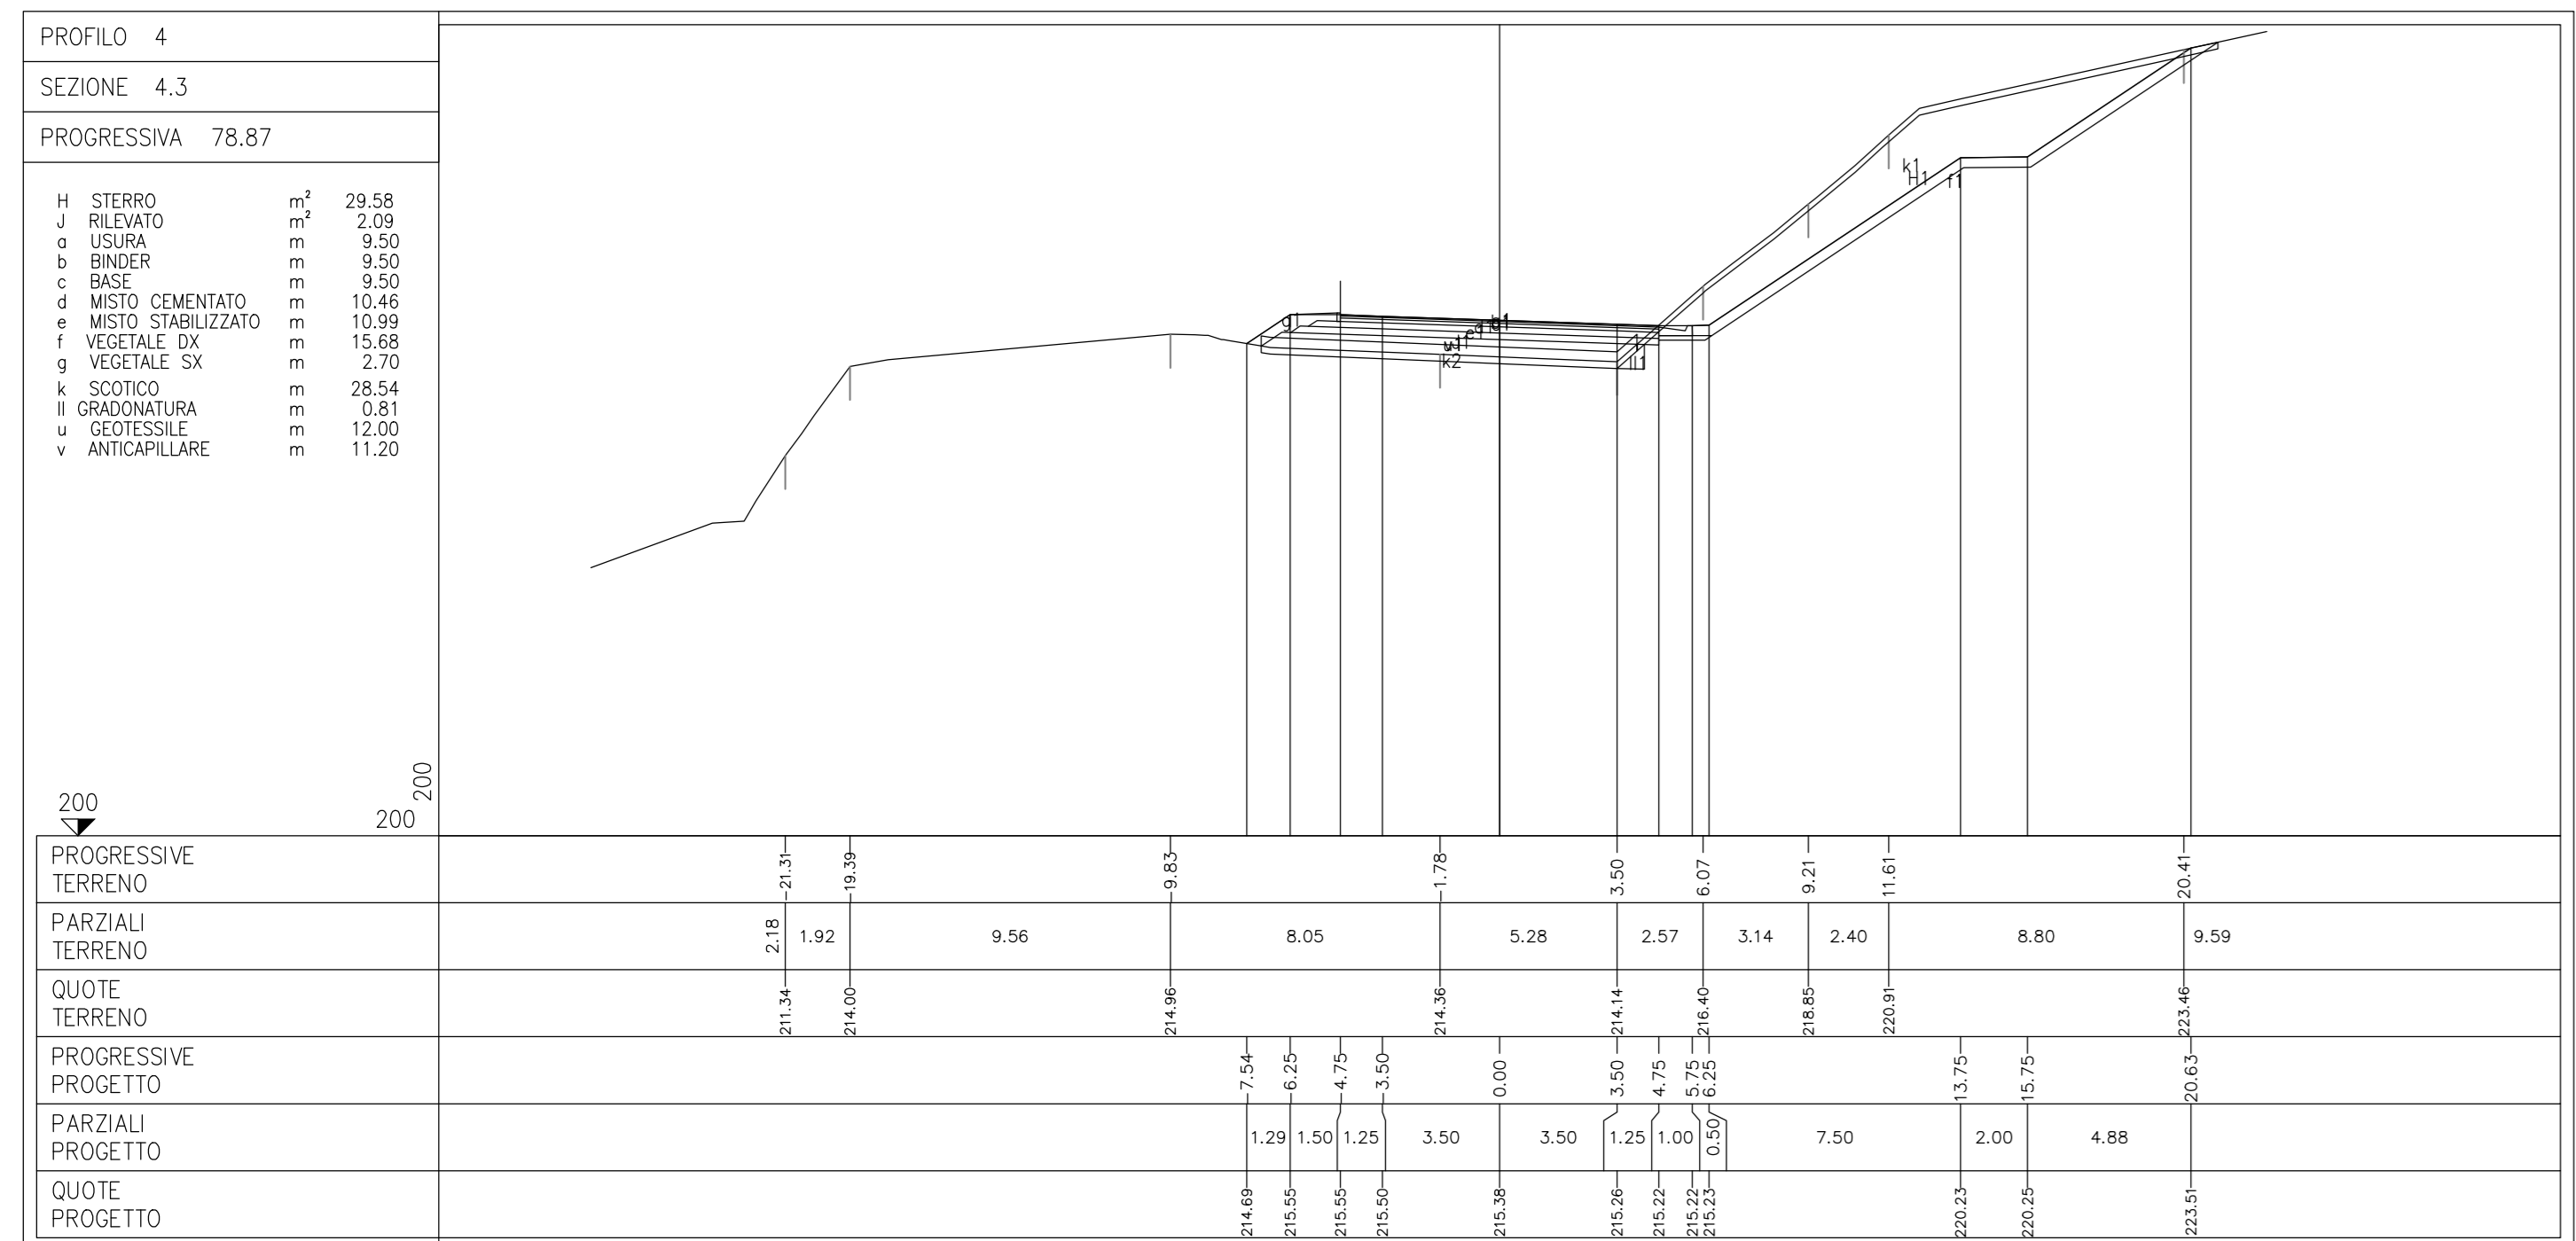 PROFILO 4
SEZIONE 4.3
PROGRESSIVA 78.87
H STERRO m² 29.58
J RILEVATO m² 2.09
a USURA m 9.50
b BINDER m 9.50
c BASE m 9.50
d MISTO CEMENTATO m 10.46
e MISTO STABILIZZATO m 10.99
f VEGETALE DX m 15.68
g VEGETALE SX m 2.70
k SCOTICO m 28.54
ll GRADONATURA m 0.81
u GEOTESSILE m 12.00
v ANTICAPILLARE m 11.20
k1
H1
f1
g1
e1
k2
ll1
200
200
200
PROGRESSIVE
TERRENO
-21.31 -19.39 -9.83 -1.78 3.50 6.07 9.21 11.61 20.41
PARZIALI
TERRENO
2.18 1.92 9.56 8.05 5.28 2.57 3.14 2.40 8.80 9.59
QUOTE
TERRENO
211.34 214.00 214.96 214.36 214.14 216.40 218.85 220.91 223.46
PROGRESSIVE
PROGETTO
-7.54 -6.25 -4.75 -3.50 0.00 3.50 4.75 5.75 6.25 13.75 15.75 20.63
PARZIALI
PROGETTO
1.29 1.50 1.25 3.50 3.50 1.25 1.00 0.50 7.50 2.00 4.88
QUOTE
PROGETTO
214.69 215.55 215.55 215.50 215.38 215.26 215.22 215.22 215.23 220.23 220.25 223.51